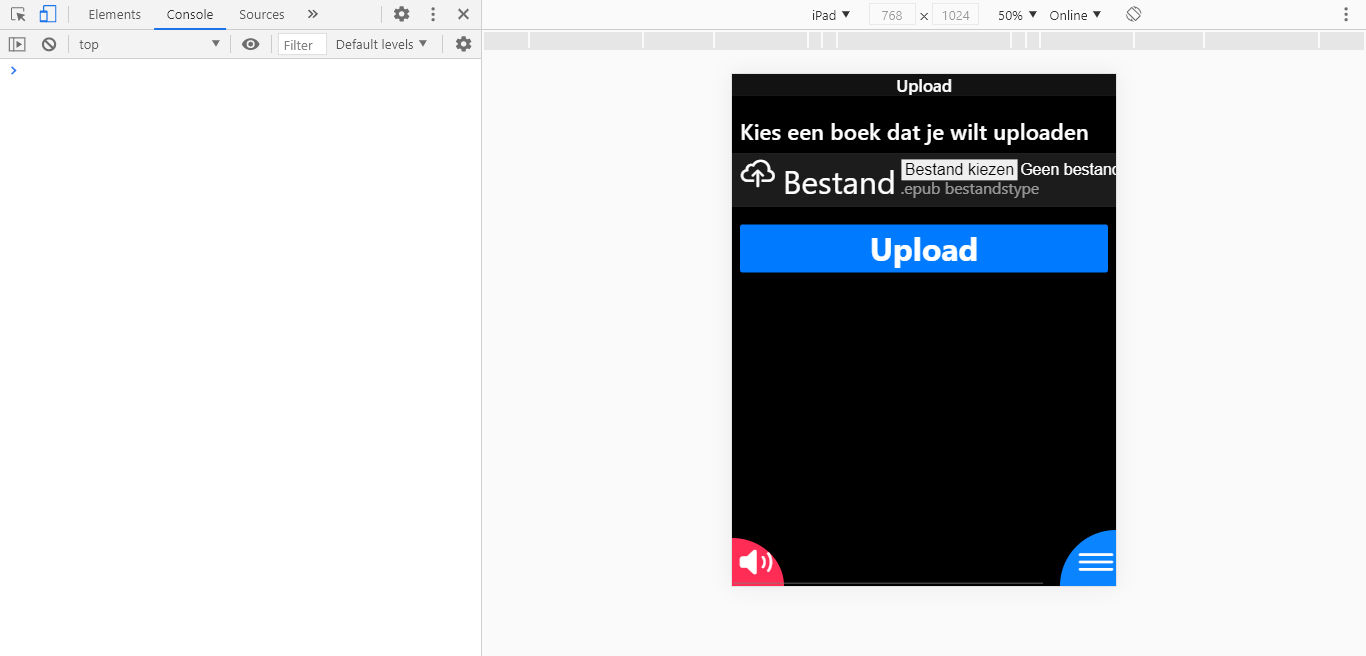 Elements Console Sources » iPad ▼ 768 × 1024 50% ▼ Online ▼
top ▼ Filter Default levels ▼
Upload
Kies een boek dat je wilt uploaden
Bestand Bestand kiezen Geen bestand
.epub bestandstype
Upload